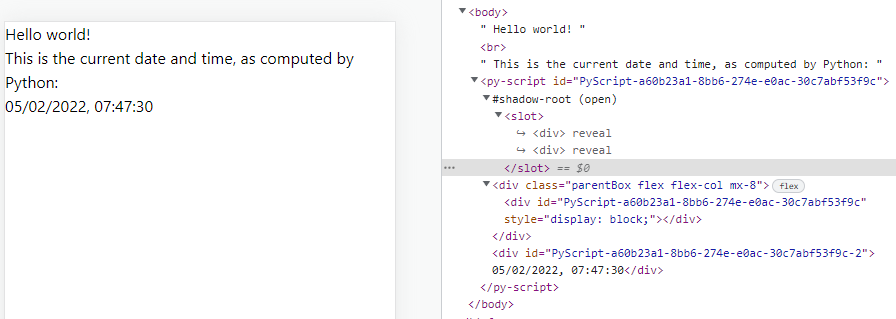 Hello world!
This is the current date and time, as computed by
Python:
05/02/2022, 07:47:30
<body>
" Hello world! "
<br>
" This is the current date and time, as computed by Python: "
<py-script id="PyScript-a60b23a1-8bb6-274e-e0ac-30c7abf53f9c">
#shadow-root (open)
<slot>
↪ <div> reveal
↪ <div> reveal
</slot> == $0
<div class="parentBox flex flex-col mx-8"> flex
<div id="PyScript-a60b23a1-8bb6-274e-e0ac-30c7abf53f9c"
style="display: block;"></div>
</div>
<div id="PyScript-a60b23a1-8bb6-274e-e0ac-30c7abf53f9c-2">
05/02/2022, 07:47:30</div>
</py-script>
</body>